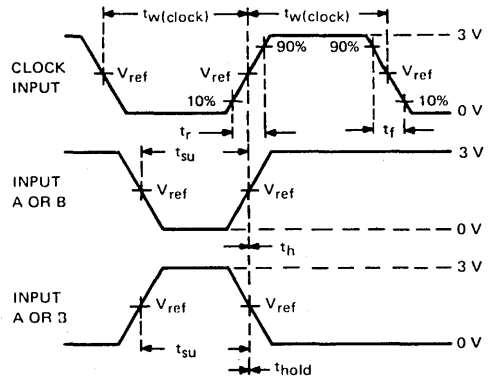 tw(clock) tw(clock)
90% 90% 3 V
CLOCK
INPUT
Vref Vref Vref
10% 10%
0 V
tr tf
tsu 3 V
INPUT
A OR B
Vref Vref
0 V
th
3 V
INPUT
A OR B
Vref Vref
tsu 0 V
thold